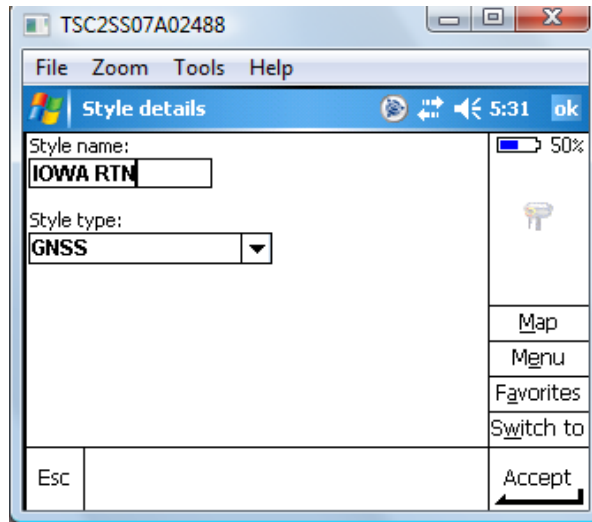 TSC2SS07A02488
File Zoom Tools Help
Style details 5:31 ok
Style name:
50%
IOWA RTN
Style type:
GNSS
Map
Menu
Favorites
Switch to
Esc Accept